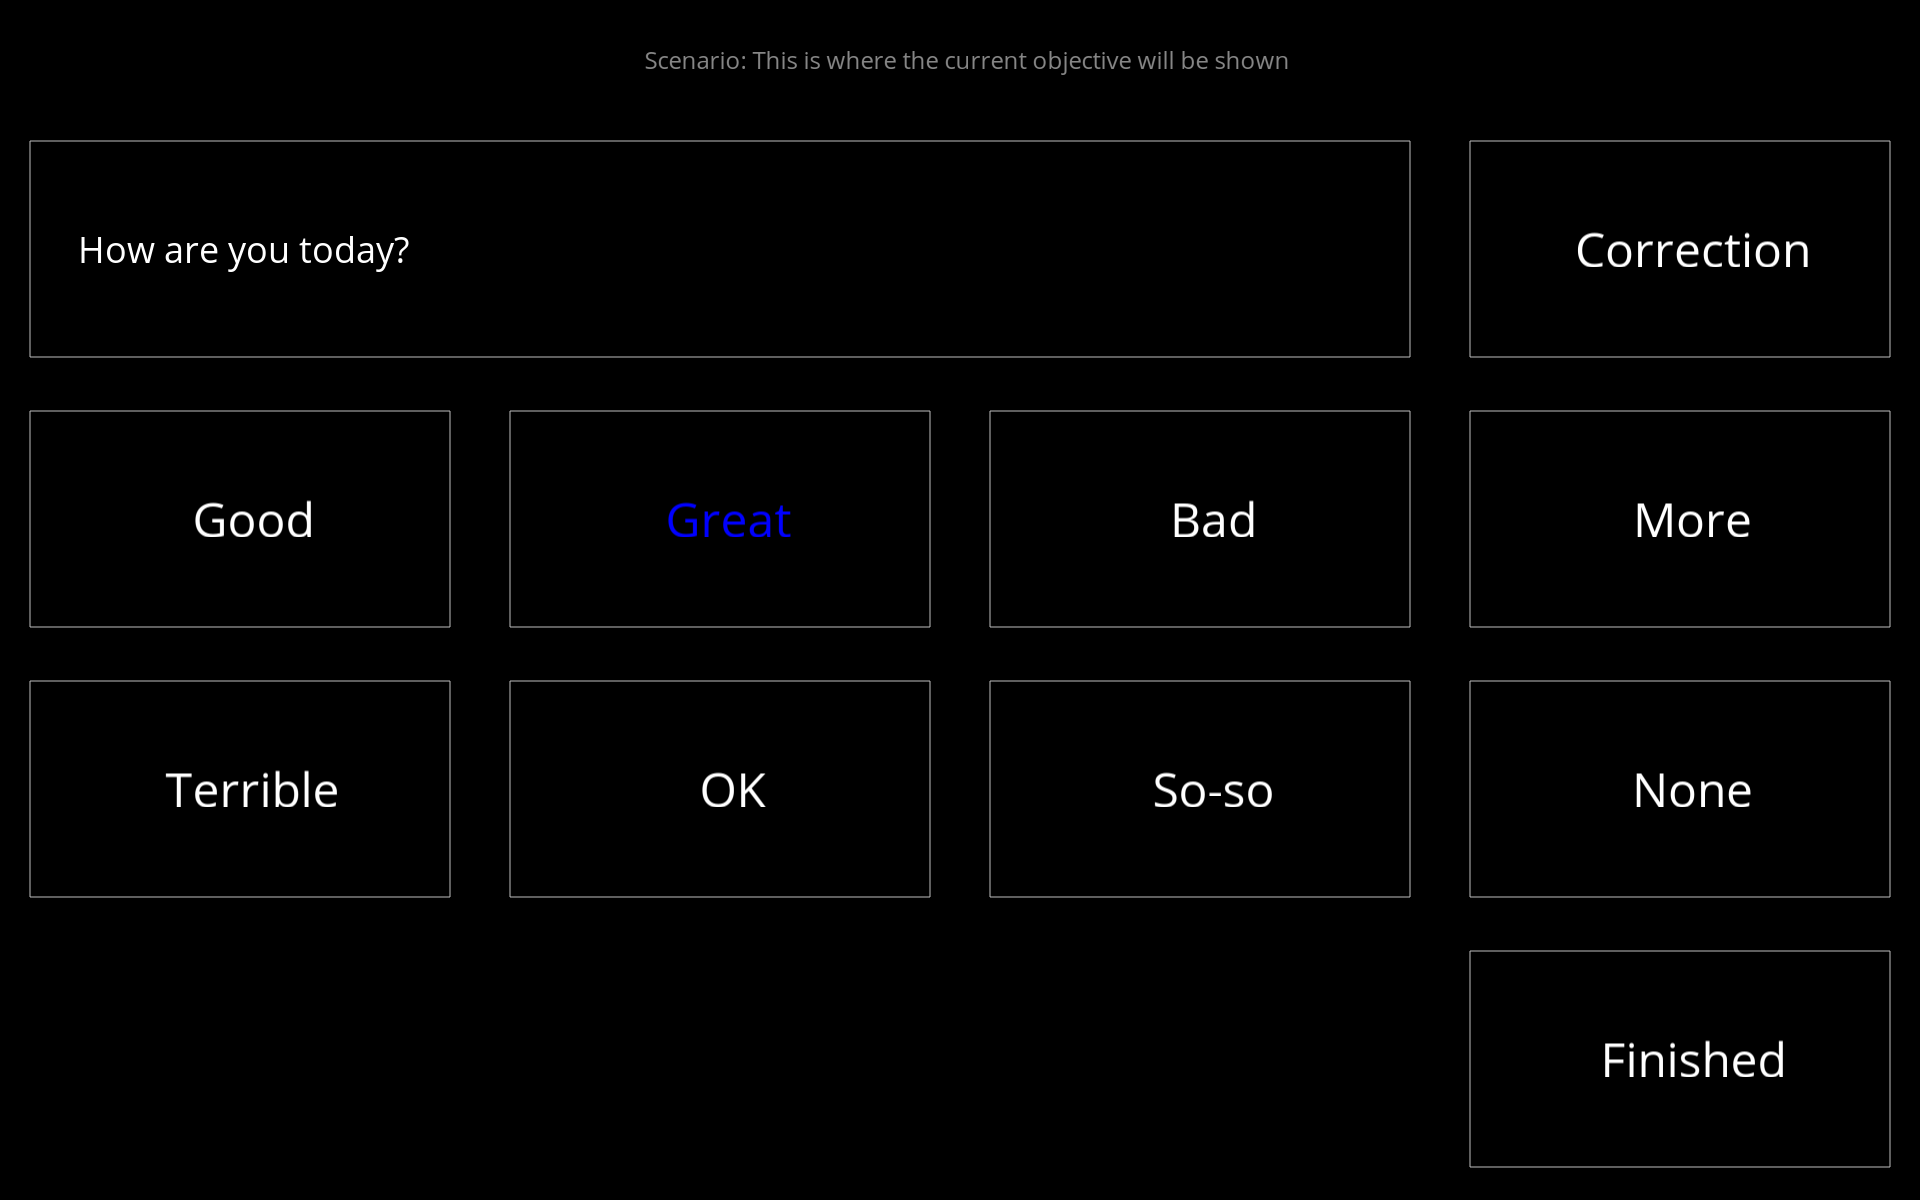 Scenario: This is where the current objective will be shown
How are you today?
Correction
Good
Great
Bad
More
Terrible
OK
So-so
None
Finished